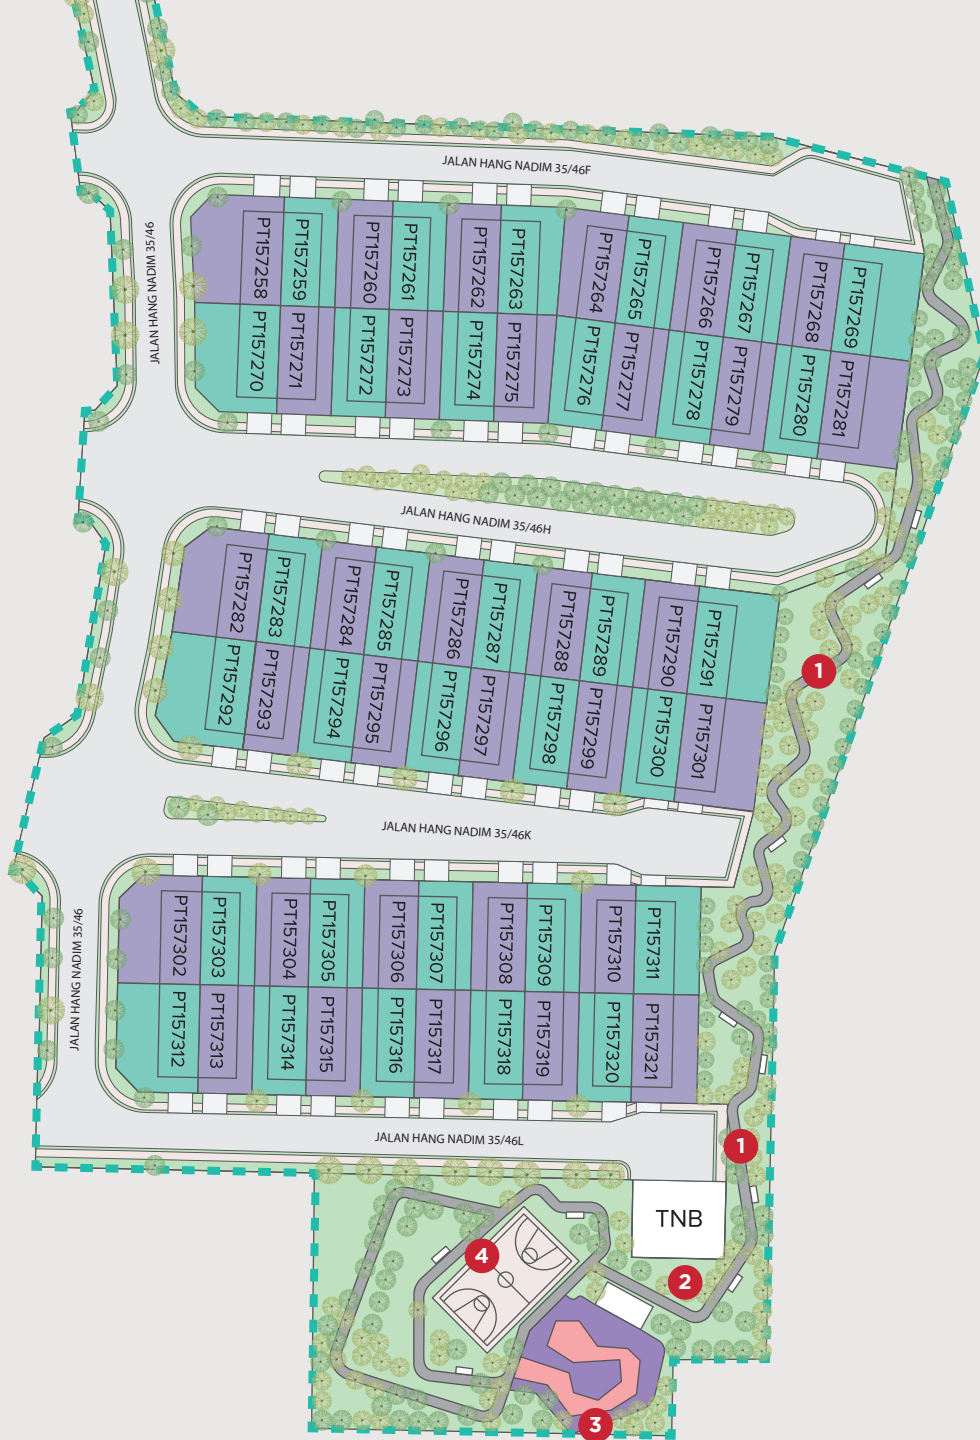 JALAN HANG NADIM 35/46F
JALAN HANG NADIM 35/46
PT157258
PT157259
PT157260
PT157261
PT157262
PT157263
PT157264
PT157265
PT157266
PT157267
PT157268
PT157269
PT157270
PT157271
PT157272
PT157273
PT157274
PT157275
PT157276
PT157277
PT157278
PT157279
PT157280
PT157281
JALAN HANG NADIM 35/46H
PT157282
PT157283
PT157284
PT157285
PT157286
PT157287
PT157288
PT157289
PT157290
PT157291
1
PT157292
PT157293
PT157294
PT157295
PT157296
PT157297
PT157298
PT157299
PT157300
PT157301
JALAN HANG NADIM 35/46K
JALAN HANG NADIM 35/46
PT157302
PT157303
PT157304
PT157305
PT157306
PT157307
PT157308
PT157309
PT157310
PT157311
PT157312
PT157313
PT157314
PT157315
PT157316
PT157317
PT157318
PT157319
PT157320
PT157321
JALAN HANG NADIM 35/46L
1
TNB
4
2
3